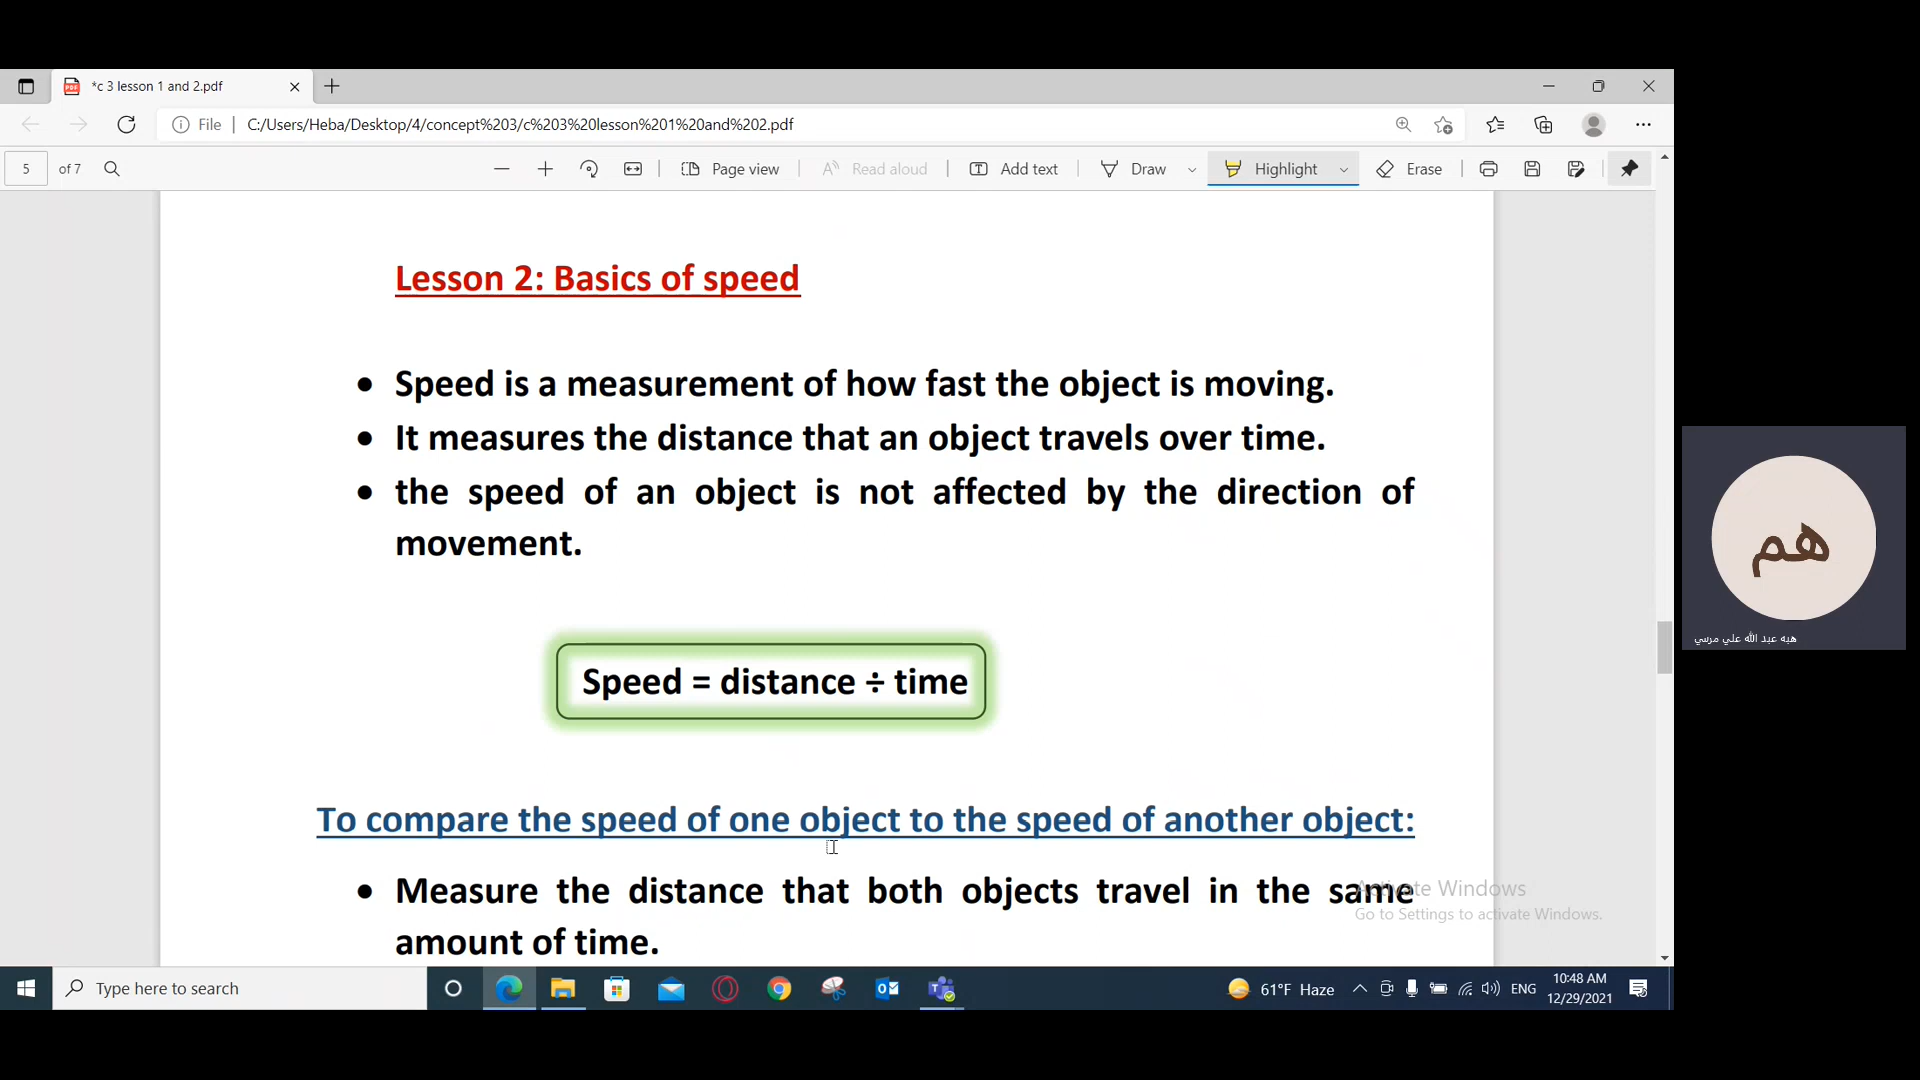 *c 3 lesson 1 and 2.pdf
File C:/Users/Heba/Desktop/4/concept%203/c%203%20lesson%201%20and%202.pdf
5 of 7 Page view Read aloud Add text Draw Highlight Erase
Lesson 2: Basics of speed
• Speed is a measurement of how fast the object is moving.
• It measures the distance that an object travels over time.
• the speed of an object is not affected by the direction of
movement.
Speed = distance ÷ time
To compare the speed of one object to the speed of another object:
• Measure the distance that both objects travel in the same
amount of time.
Activate Windows
Go to Settings to activate Windows.
هم
هبه عبد الله علي مرسي
Type here to search
61°F Haze
ENG
10:48 AM
12/29/2021